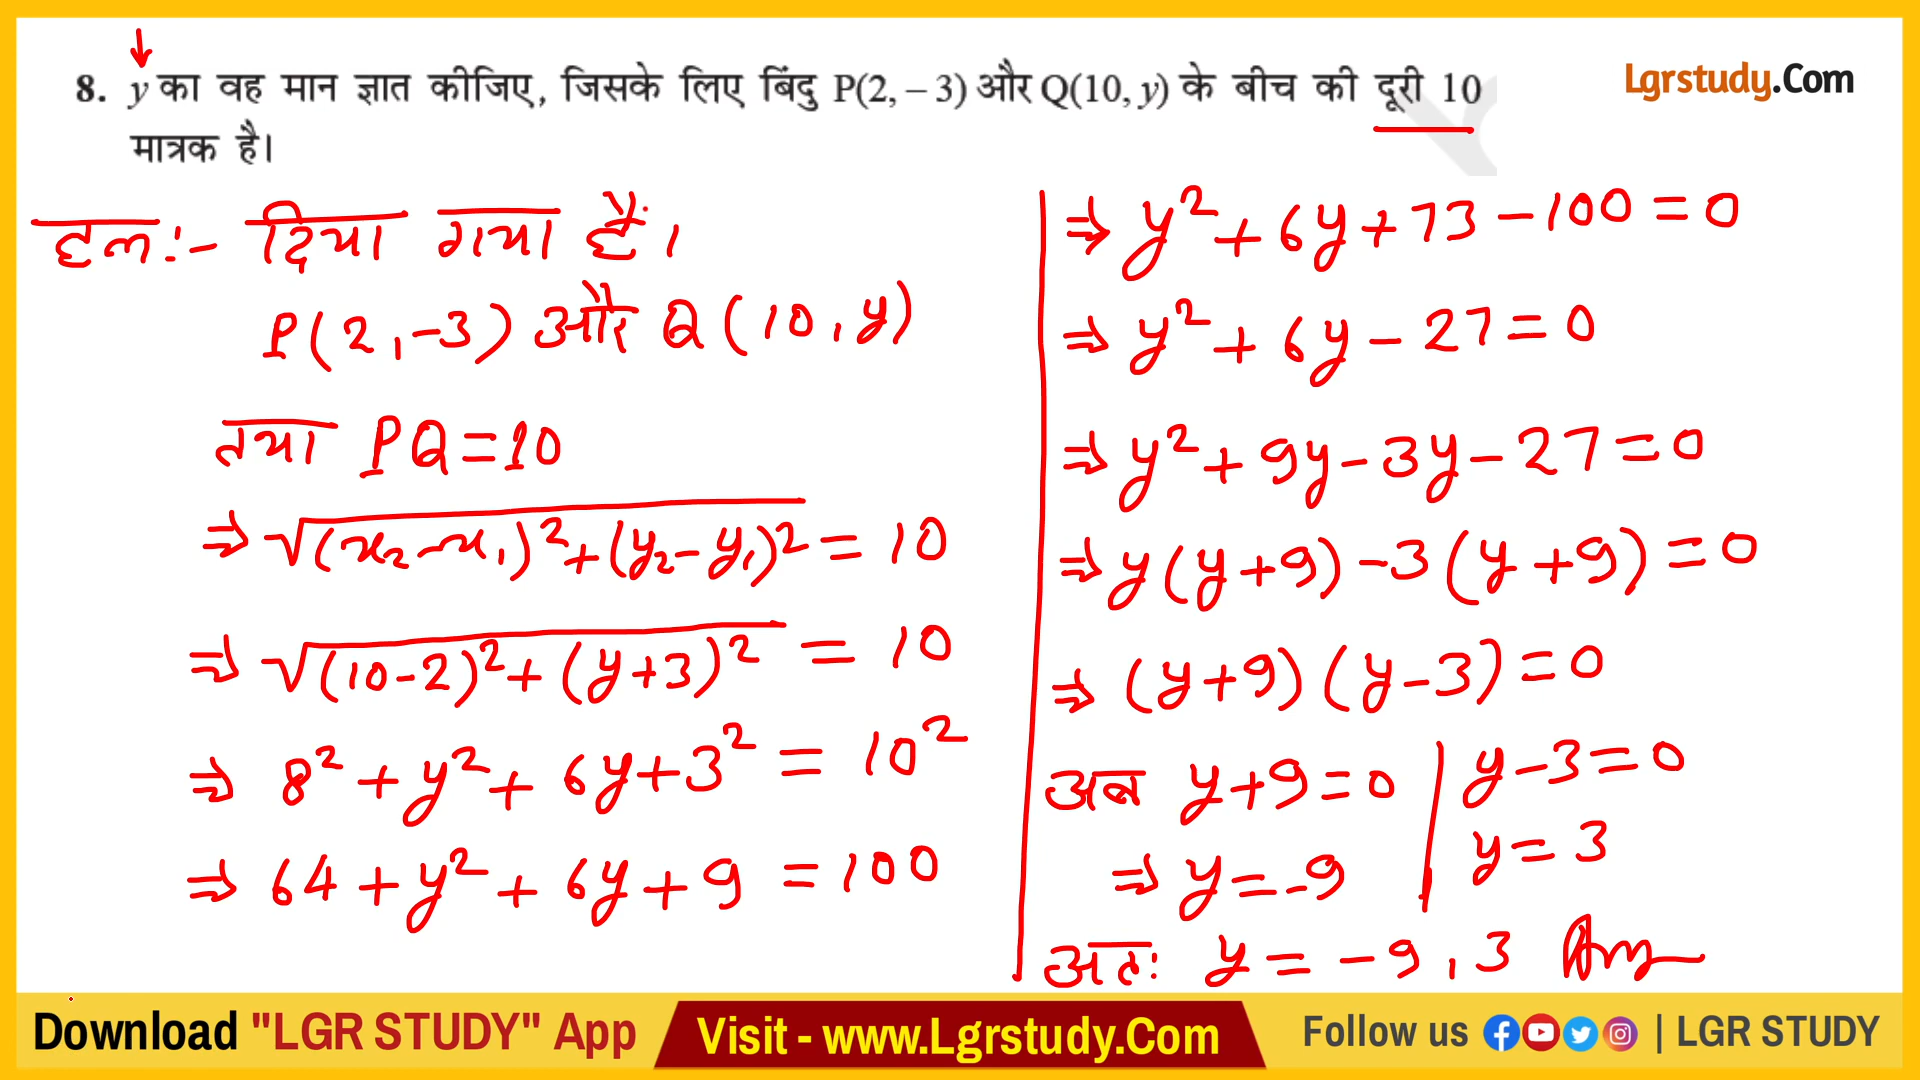 8. y का वह मान ज्ञात कीजिए, जिसके लिए बिंदु P(2, – 3) और Q(10, y) के बीच की दूरी 10
मात्रक है।
Lgrstudy.Com
हल:- दिया गया है।
P(2,-3) और Q(10, y)
तथा PQ=10
⇒ √(x₂-x₁)²+(y₂-y₁)² = 10
⇒ √(10-2)²+(y+3)² = 10
⇒ 8²+y²+6y+3² = 10²
⇒ 64+y²+6y+9 = 100
⇒ y²+6y+73-100=0
⇒ y²+6y-27=0
⇒ y²+9y-3y-27=0
⇒ y(y+9)-3(y+9)=0
⇒ (y+9)(y-3)=0
अब y+9=0 | y-3=0
⇒ y=-9 | y=3
अतः y=-9,3 Ans
Download "LGR STUDY" App
Visit - www.Lgrstudy.Com
Follow us | LGR STUDY